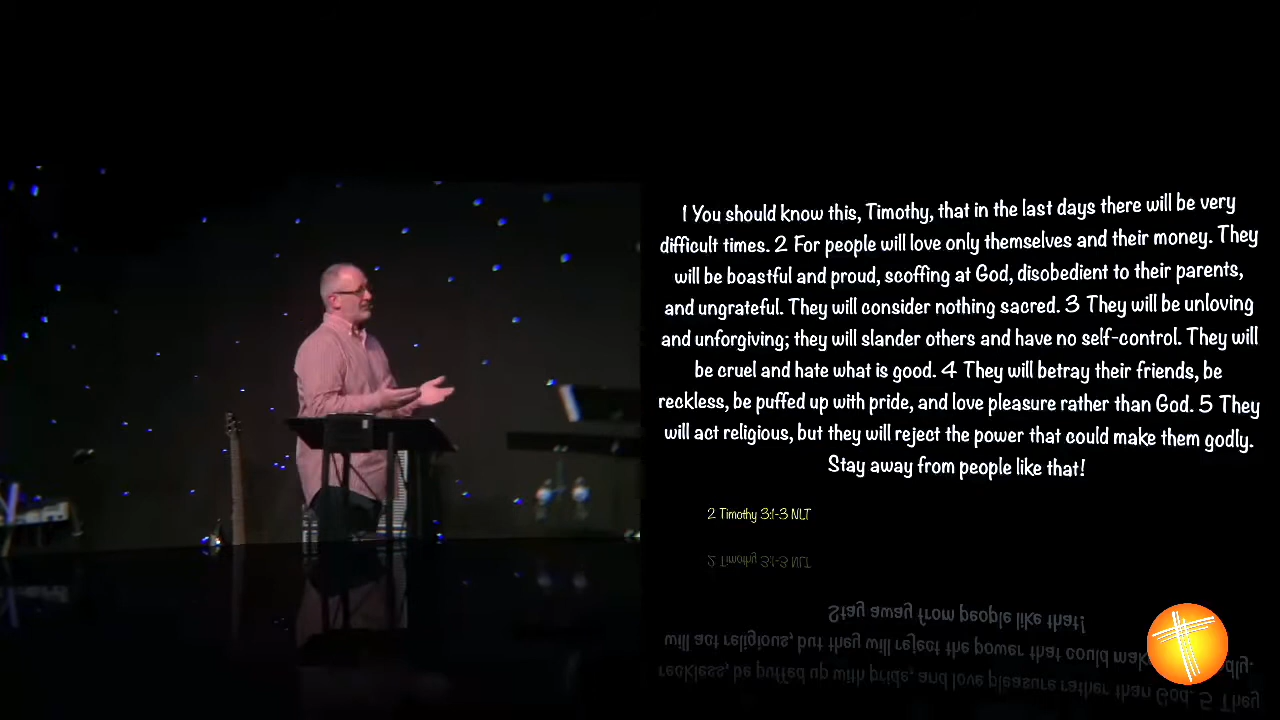 1 You should know this, Timothy, that in the last days there will be very
difficult times. 2 For people will love only themselves and their money. They
will be boastful and proud, scoffing at God, disobedient to their parents,
and ungrateful. They will consider nothing sacred. 3 They will be unloving
and unforgiving; they will slander others and have no self-control. They will
be cruel and hate what is good. 4 They will betray their friends, be
reckless, be puffed up with pride, and love pleasure rather than God. 5 They
will act religious, but they will reject the power that could make them godly.
Stay away from people like that!
2 Timothy 3:1-3 NLT